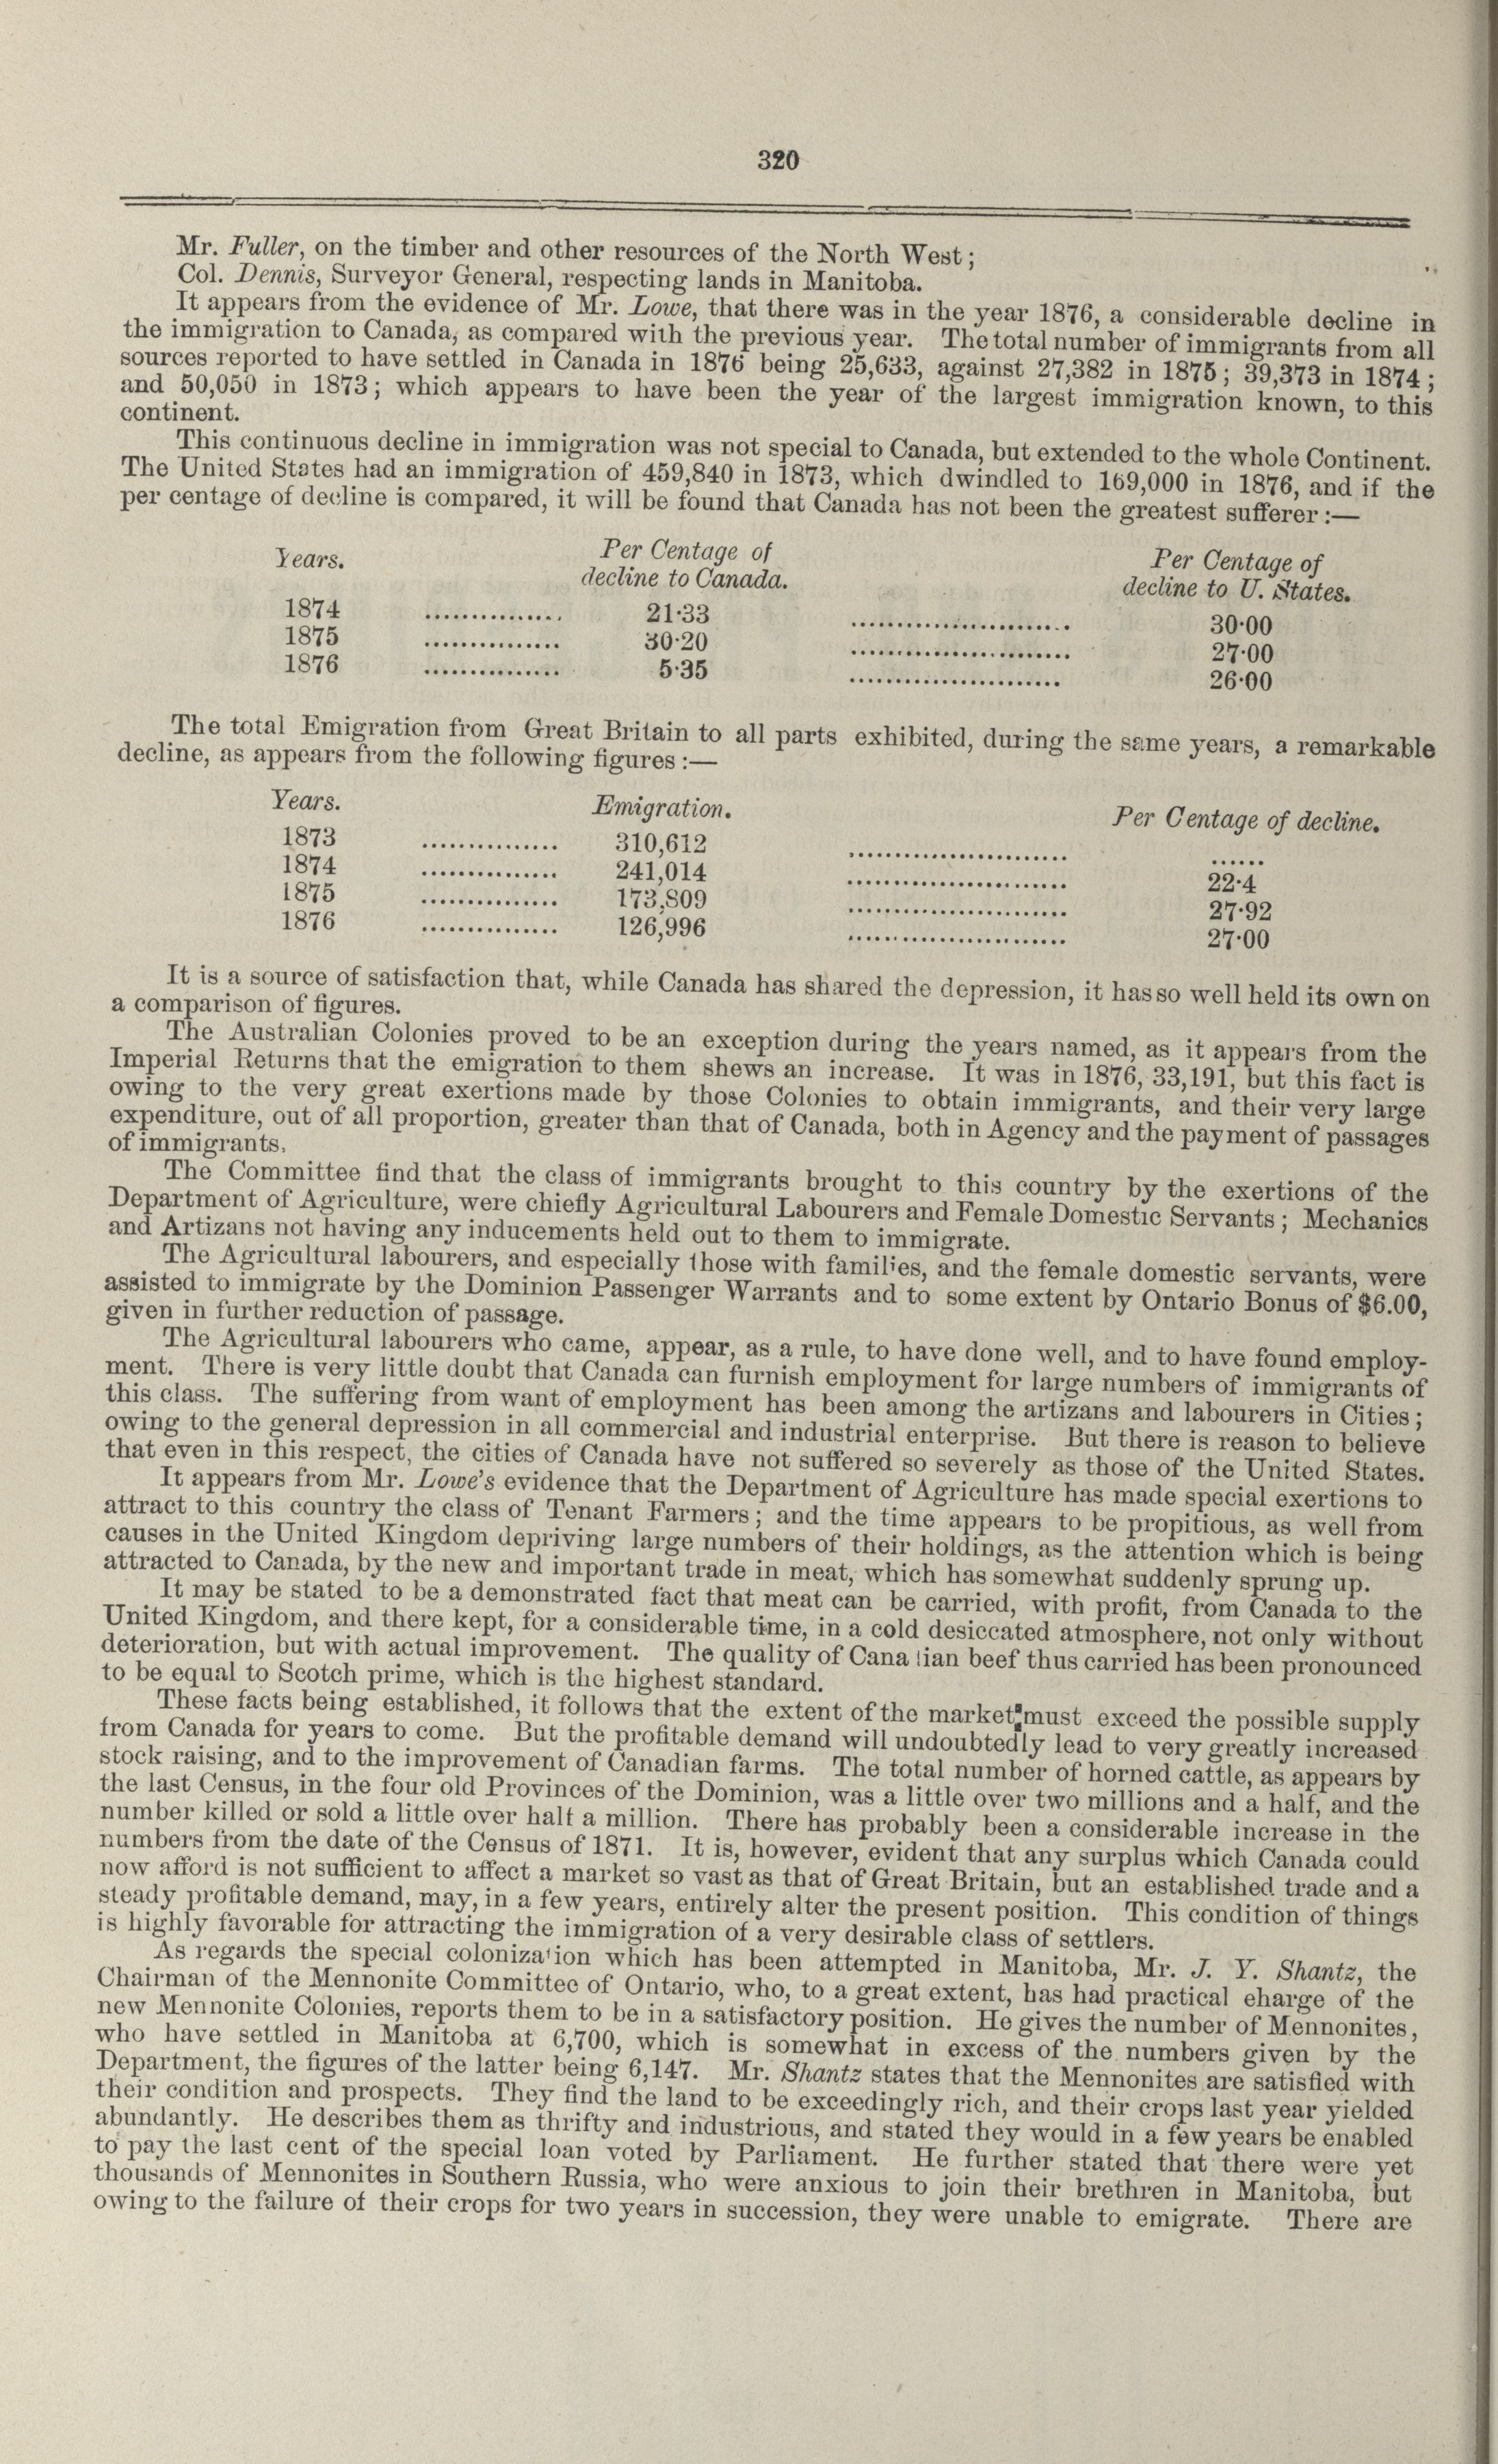 320
Mr. Fuller, on the timber and other resources of the North West;
Col. Dennis, Surveyor General, respecting lands in Manitoba.
It appears from the evidence of Mr. Lowe, that there was in the year 1876, a considerable decline in
the immigration to Canada, as compared with the previous year. The total number of immigrants from all
sources reported to have settled in Canada in 1876 being 25,633, against 27,382 in 1875; 39,373 in 1874;
and 50,050 in 1873; which appears to have been the year of the largest immigration known, to this
continent.
This continuous decline in immigration was not special to Canada, but extended to the whole Continent.
The United States had an immigration of 459,840 in 1873, which dwindled to 169,000 in 1876, and if the
per centage of decline is compared, it will be found that Canada has not been the greatest sufferer:—
Years. Per Centage of decline to Canada. Per Centage of decline to U. States.
1874 .............. 21·33 ........................ 30·00
1875 .............. 30·20 ........................ 27·00
1876 .............. 5·35 ....................... 26·00
The total Emigration from Great Britain to all parts exhibited, during the same years, a remarkable
decline, as appears from the following figures:—
Years. Emigration. Per Centage of decline.
1873 .............. 310,612 ........................ ......
1874 .............. 241,014 ........................ 22·4
1875 .............. 173,809 ........................ 27·92
1876 .............. 126,996 ........................ 27·00
It is a source of satisfaction that, while Canada has shared the depression, it has so well held its own on
a comparison of figures.
The Australian Colonies proved to be an exception during the years named, as it appears from the
Imperial Returns that the emigration to them shews an increase. It was in 1876, 33,191, but this fact is
owing to the very great exertions made by those Colonies to obtain immigrants, and their very large
expenditure, out of all proportion, greater than that of Canada, both in Agency and the payment of passages
of immigrants.
The Committee find that the class of immigrants brought to this country by the exertions of the
Department of Agriculture, were chiefly Agricultural Labourers and Female Domestic Servants; Mechanics
and Artizans not having any inducements held out to them to immigrate.
The Agricultural labourers, and especially those with families, and the female domestic servants, were
assisted to immigrate by the Dominion Passenger Warrants and to some extent by Ontario Bonus of $6.00,
given in further reduction of passage.
The Agricultural labourers who came, appear, as a rule, to have done well, and to have found employ-
ment. There is very little doubt that Canada can furnish employment for large numbers of immigrants of
this class. The suffering from want of employment has been among the artizans and labourers in Cities;
owing to the general depression in all commercial and industrial enterprise. But there is reason to believe
that even in this respect, the cities of Canada have not suffered so severely as those of the United States.
It appears from Mr. Lowe's evidence that the Department of Agriculture has made special exertions to
attract to this country the class of Tenant Farmers; and the time appears to be propitious, as well from
causes in the United Kingdom depriving large numbers of their holdings, as the attention which is being
attracted to Canada, by the new and important trade in meat, which has somewhat suddenly sprung up.
It may be stated to be a demonstrated fact that meat can be carried, with profit, from Canada to the
United Kingdom, and there kept, for a considerable time, in a cold desiccated atmosphere, not only without
deterioration, but with actual improvement. The quality of Canadian beef thus carried has been pronounced
to be equal to Scotch prime, which is the highest standard.
These facts being established, it follows that the extent of the market must exceed the possible supply
from Canada for years to come. But the profitable demand will undoubtedly lead to very greatly increased
stock raising, and to the improvement of Canadian farms. The total number of horned cattle, as appears by
the last Census, in the four old Provinces of the Dominion, was a little over two millions and a half, and the
number killed or sold a little over half a million. There has probably been a considerable increase in the
numbers from the date of the Census of 1871. It is, however, evident that any surplus which Canada could
now afford is not sufficient to affect a market so vast as that of Great Britain, but an established trade and a
steady profitable demand, may, in a few years, entirely alter the present position. This condition of things
is highly favorable for attracting the immigration of a very desirable class of settlers.
As regards the special colonization which has been attempted in Manitoba, Mr. J. Y. Shantz, the
Chairman of the Mennonite Committee of Ontario, who, to a great extent, has had practical eharge of the
new Mennonite Colonies, reports them to be in a satisfactory position. He gives the number of Mennonites,
who have settled in Manitoba at 6,700, which is somewhat in excess of the numbers given by the
Department, the figures of the latter being 6,147. Mr. Shantz states that the Mennonites are satisfied with
their condition and prospects. They find the land to be exceedingly rich, and their crops last year yielded
abundantly. He describes them as thrifty and industrious, and stated they would in a few years be enabled
to pay the last cent of the special loan voted by Parliament. He further stated that there were yet
thousands of Mennonites in Southern Russia, who were anxious to join their brethren in Manitoba, but
owing to the failure of their crops for two years in succession, they were unable to emigrate. There are